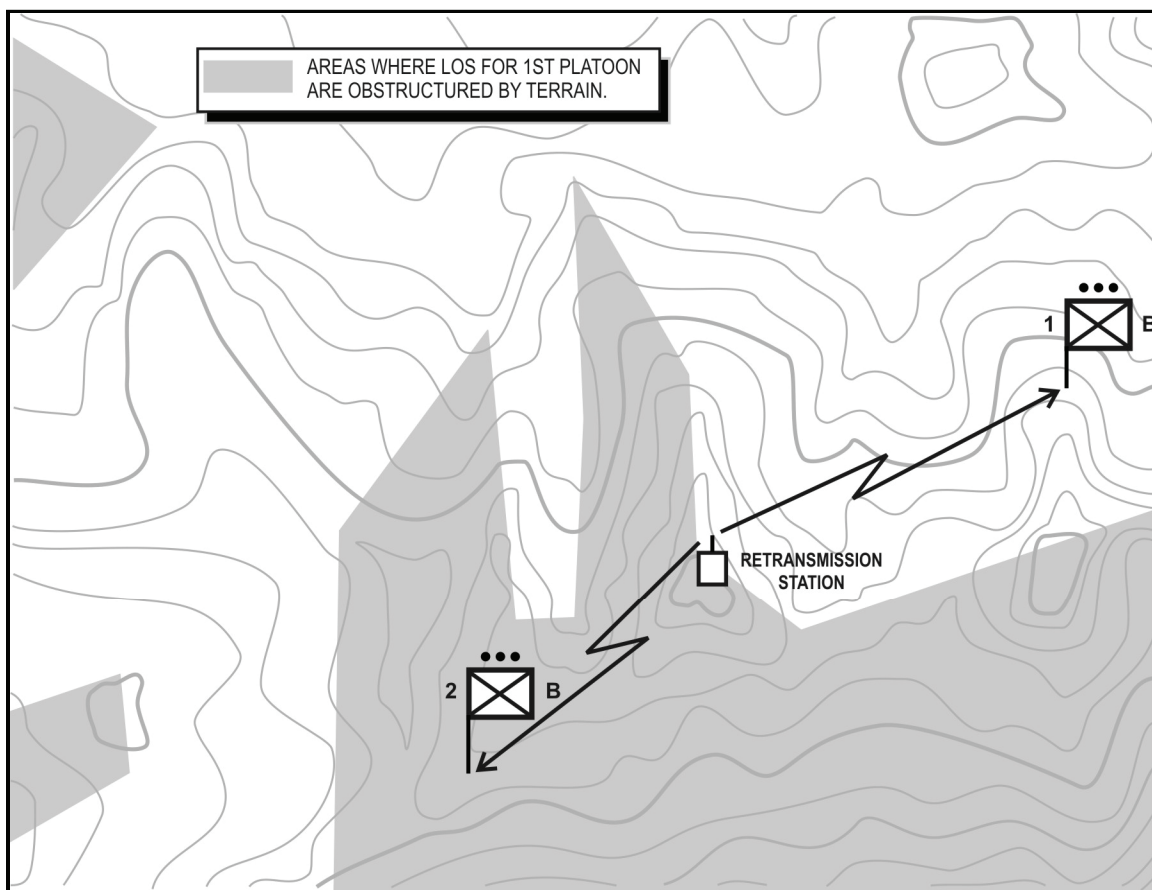 AREAS WHERE LOS FOR 1ST PLATOON
ARE OBSTRUCTURED BY TERRAIN.
1 B
RETRANSMISSION
STATION
2 B